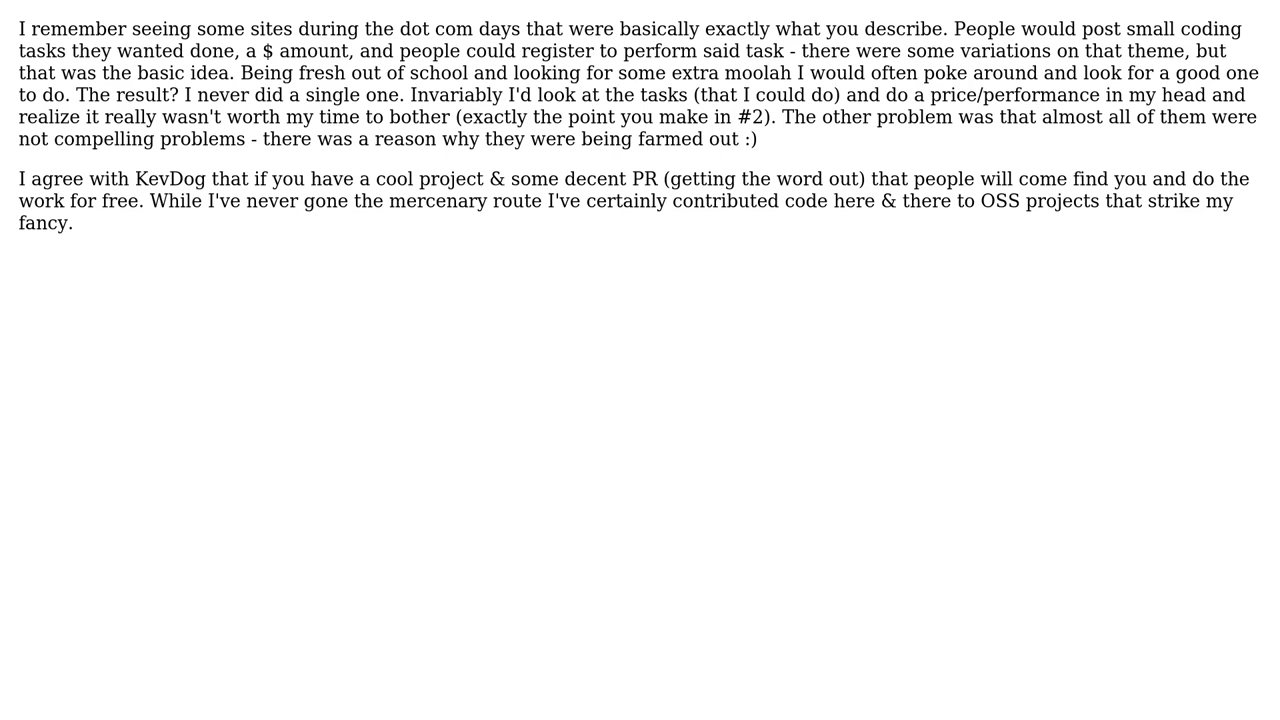 I remember seeing some sites during the dot com days that were basically exactly what you describe. People would post small coding
tasks they wanted done, a $ amount, and people could register to perform said task - there were some variations on that theme, but
that was the basic idea. Being fresh out of school and looking for some extra moolah I would often poke around and look for a good one
to do. The result? I never did a single one. Invariably I'd look at the tasks (that I could do) and do a price/performance in my head and
realize it really wasn't worth my time to bother (exactly the point you make in #2). The other problem was that almost all of them were
not compelling problems - there was a reason why they were being farmed out :)
I agree with KevDog that if you have a cool project & some decent PR (getting the word out) that people will come find you and do the
work for free. While I've never gone the mercenary route I've certainly contributed code here & there to OSS projects that strike my
fancy.